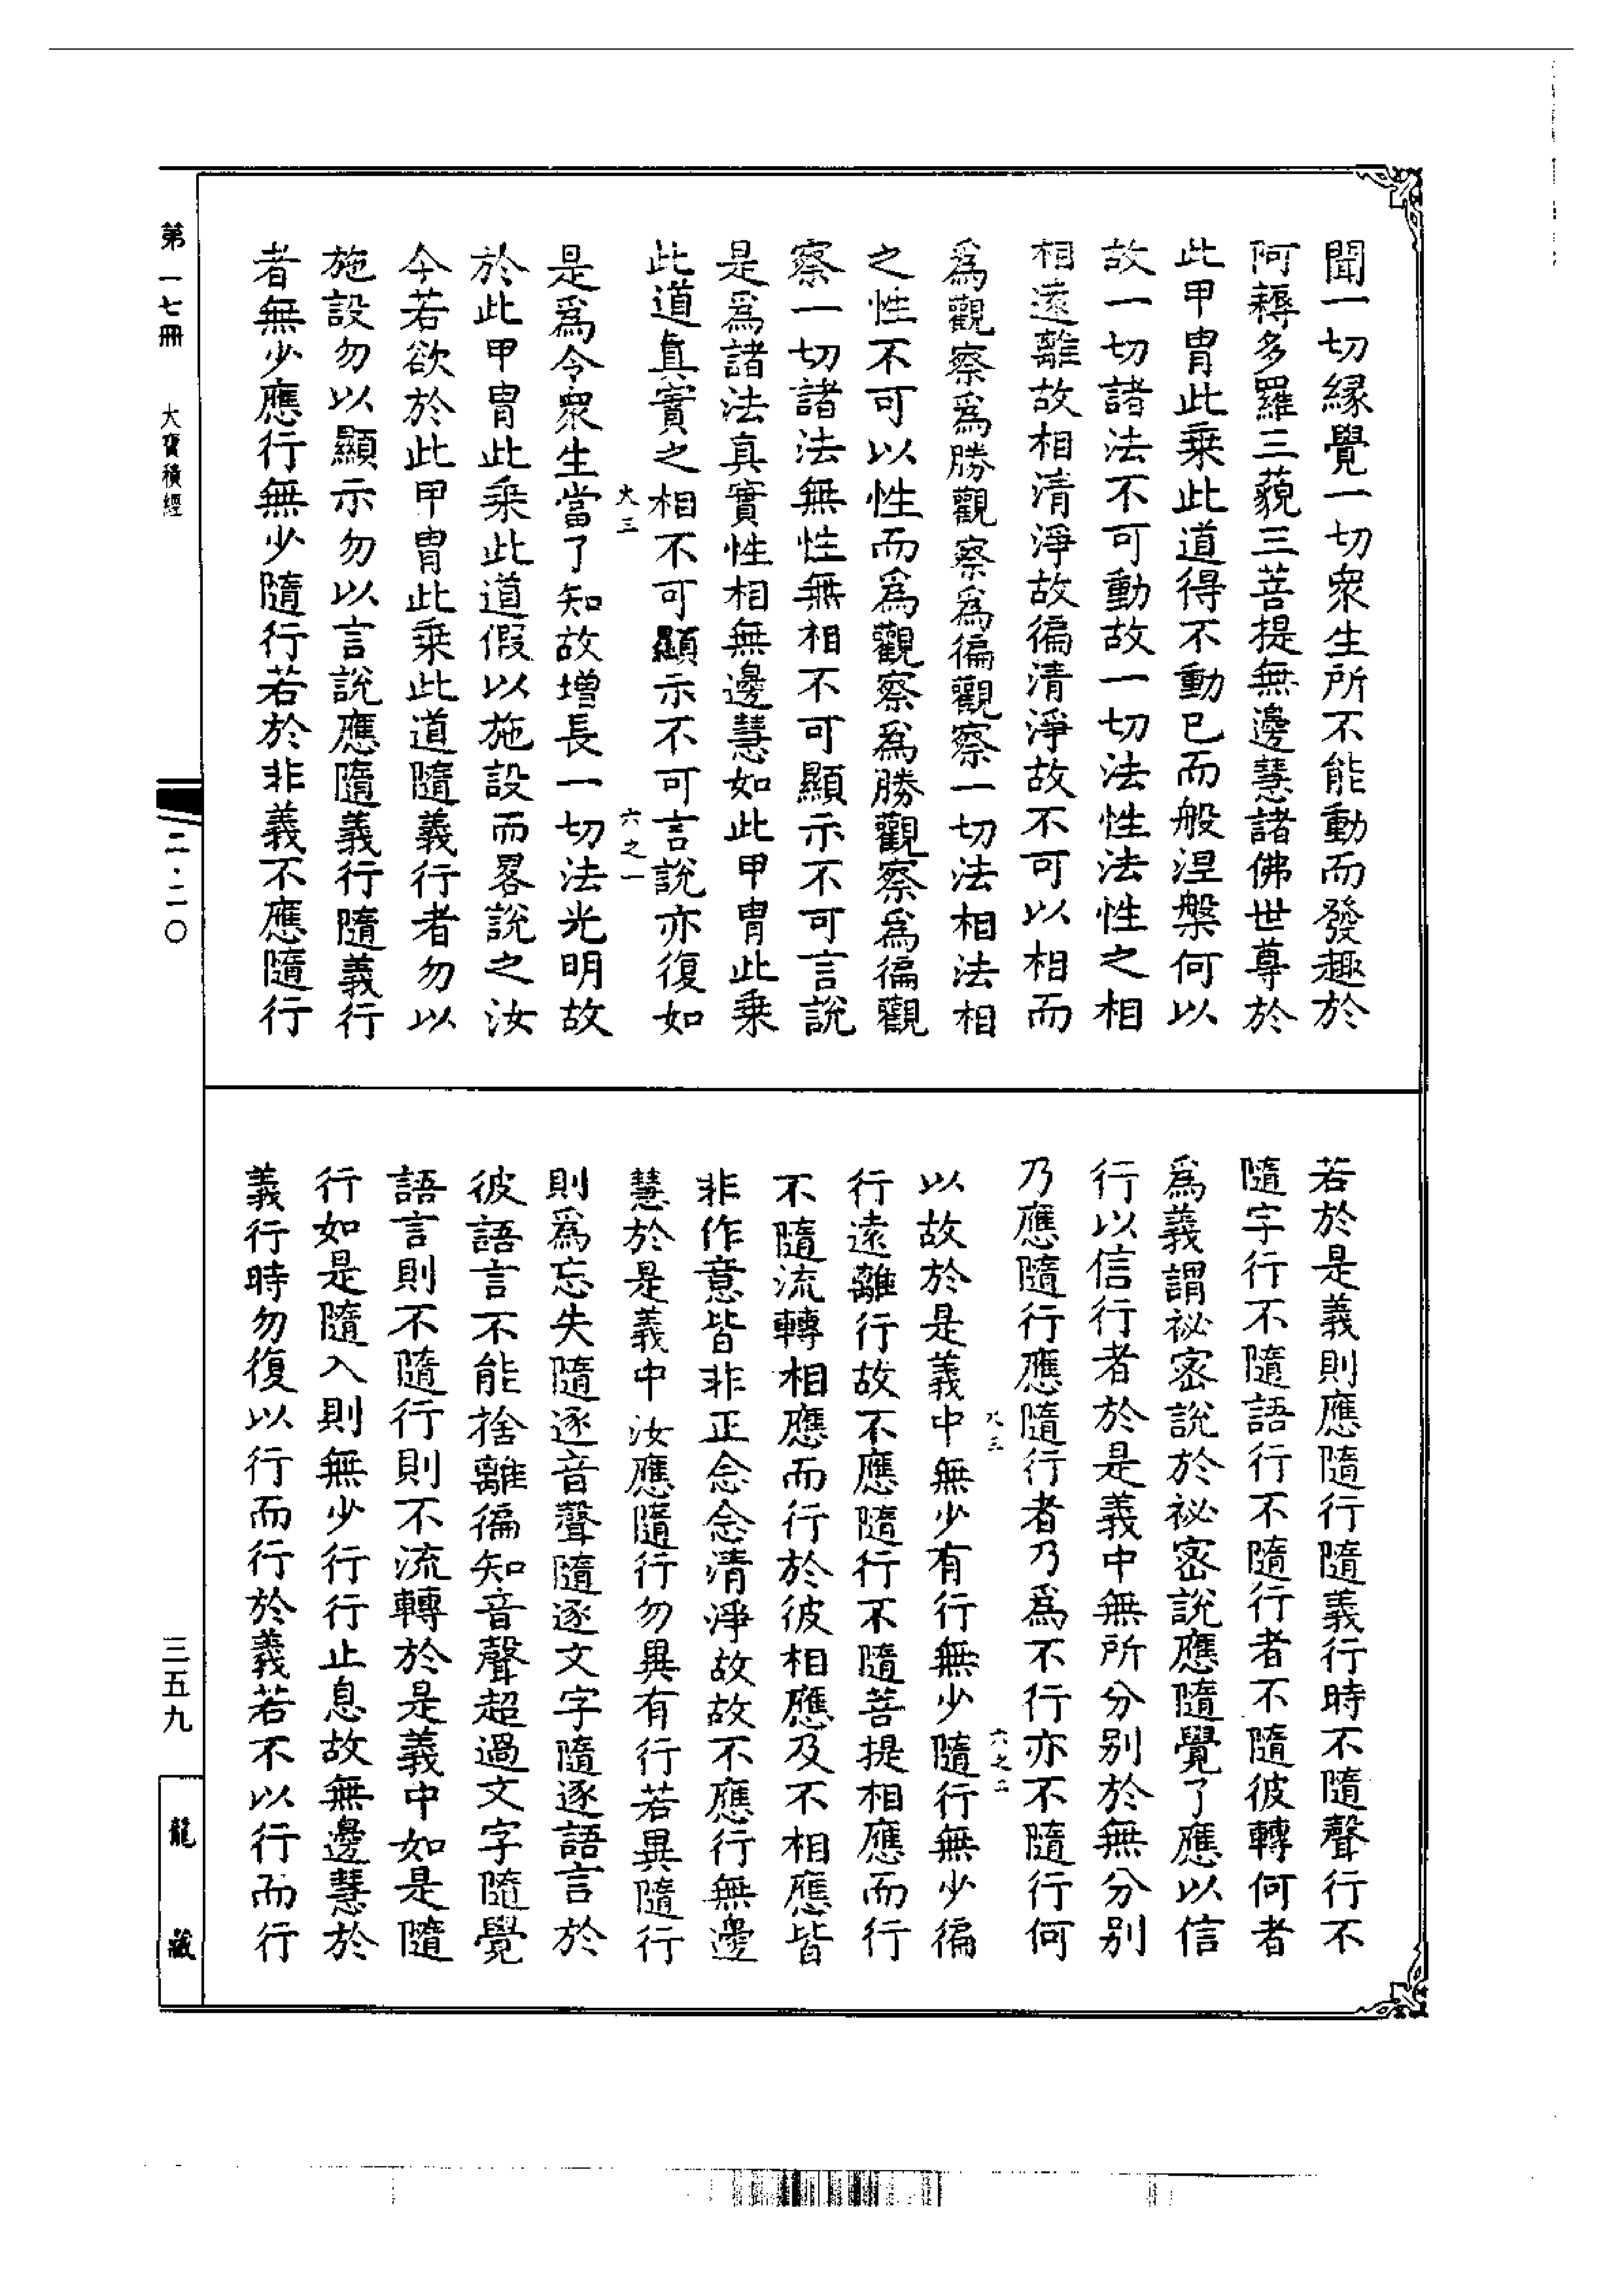 聞一切縁覺一切衆生所不能動而發趣於
阿耨多羅三藐三菩提無邊慧諸佛世尊於
此甲冑此乗此道得不動已而般涅槃何以
故一切諸法不可動故一切法性法性之相
相遠離故相清淨故徧清淨故不可以相而
爲觀察爲勝觀察爲徧觀察一切法相法相
之性不可以性而爲觀察爲勝觀察爲徧觀
察一切諸法無性無相不可顯示不可言說
是爲諸法真實性相無邊慧如此甲冑此乗
此道真實之相不可顯示不可言說亦復如
大三
六之一
是爲令衆生當了知故增長一切法光明故
於此甲冑此乗此道假以施設而畧說之汝
今若欲於此甲冑此乗此道隨義行者勿以
施設勿以顯示勿以言說應隨義行隨義行
者無少應行無少隨行若於非義不應隨行
若於是義則應隨行隨義行時不隨聲行不
隨字行不隨語行不隨行者不隨彼轉何者
爲義謂祕密說於祕密說應隨覺了應以信
行以信行者於是義中無所分别於無分别
乃應隨行應隨行者乃爲不行亦不隨行何
大三
六之二
以故於是義中無少有行無少隨行無少徧
行遠離行故不應隨行不隨菩提相應而行
不隨流轉相應而行於彼相應及不相應皆
非作意皆非正念念清淨故故不應行無邊
慧於是義中汝應隨行勿異有行若異隨行
則爲忘失隨逐音聲隨逐文字隨逐語言於
彼語言不能捨離徧知音聲超過文字隨覺
語言則不隨行則不流轉於是義中如是隨
行如是隨入則無少行行止息故無邊慧於
義行時勿復以行而行於義若不以行而行
第一七冊
大寳積經
二·二〇
三五九
龍藏